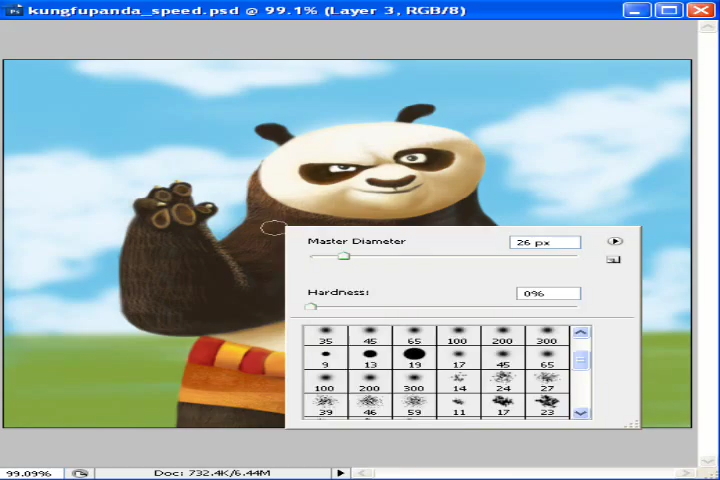 Ps kungfupanda_speed.psd @ 99.1% (Layer 3, RGB/8)
Master Diameter 26 px
Hardness: 0%
35 45 65 100 200 300
9 13 19 17 45 65
100 200 300 14 24 27
39 46 59 11 17 23
99.09% Doc: 732.4K/6.44M